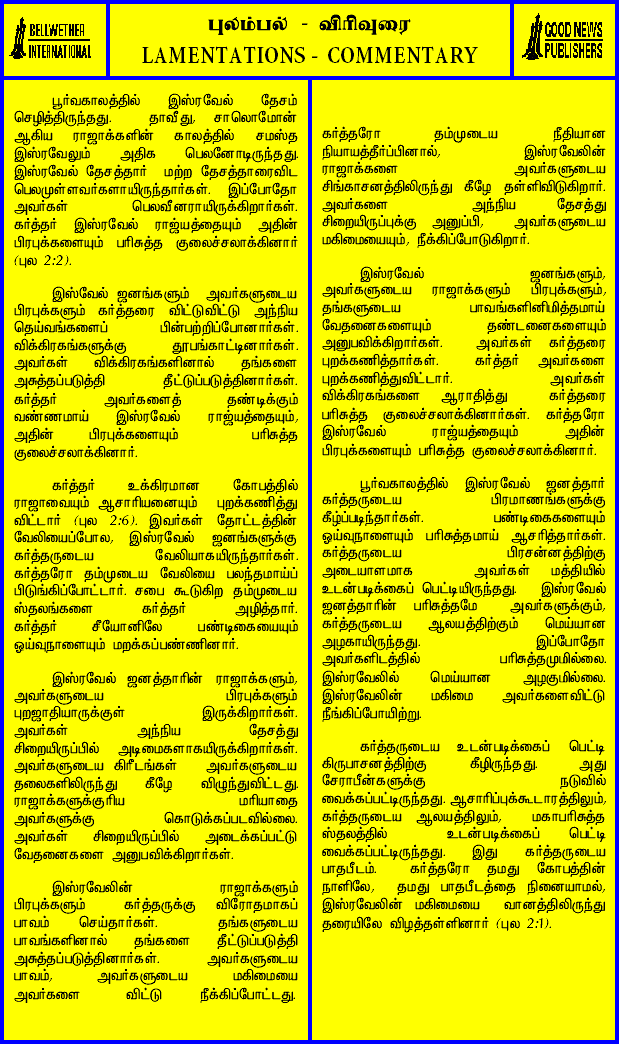 BELLWETHER
INTERNATIONAL
புலம்பல் - விரிவுரை
LAMENTATIONS - COMMENTARY
GOOD NEWS
PUBLISHERS
பூர்வகாலத்தில் இஸ்ரவேல் தேசம்
செழித்திருந்தது. தாவீது, சாலொமோன்
ஆகிய ராஜாக்களின் காலத்தில் சமஸ்த
இஸ்ரவேலும் அதிக பெலனோடிருந்தது.
இஸ்ரவேல் தேசத்தார் மற்ற தேசத்தாரைவிட
பெலமுள்ளவர்களாயிருந்தார்கள். இப்போதோ
அவர்கள் பெலவீனராயிருக்கிறார்கள்.
கர்த்தர் இஸ்ரவேல் ராஜ்யத்தையும் அதின்
பிரபுக்களையும் பரிசுத்த குலைச்சலாக்கினார்
(புல 2:2).
இஸ்வேல் ஜனங்களும் அவர்களுடைய
பிரபுக்களும் கர்த்தரை விட்டுவிட்டு அந்நிய
தெய்வங்களைப் பின்பற்றிப்போனார்கள்.
விக்கிரகங்களுக்கு தூபங்காட்டினார்கள்.
அவர்கள் விக்கிரகங்களினால் தங்களை
அசுத்தப்படுத்தி தீட்டுப்படுத்தினார்கள்.
கர்த்தர் அவர்களைத் தண்டிக்கும்
வண்ணமாய் இஸ்ரவேல் ராஜ்யத்தையும்,
அதின் பிரபுக்களையும் பரிசுத்த
குலைச்சலாக்கினார்.
கர்த்தர் உக்கிரமான கோபத்தில்
ராஜாவையும் ஆசாரியனையும் புறக்கணித்து
விட்டார் (புல 2:6). இவர்கள் தோட்டத்தின்
வேலியைப்போல, இஸ்ரவேல் ஜனங்களுக்கு
கர்த்தருடைய வேலியாகயிருந்தார்கள்.
கர்த்தரோ தம்முடைய வேலியை பலந்தமாய்ப்
பிடுங்கிப்போட்டார். சபை கூடுகிற தம்முடைய
ஸ்தலங்களை கர்த்தர் அழித்தார்.
கர்த்தர் சீயோனிலே பண்டிகையையும்
ஓய்வுநாளையும் மறக்கப்பண்ணினார்.
இஸ்ரவேல் ஜனத்தாரின் ராஜாக்களும்,
அவர்களுடைய பிரபுக்களும்
புறஜாதியாருக்குள் இருக்கிறார்கள்.
அவர்கள் அந்நிய தேசத்து
சிறையிருப்பில் அடிமைகளாகயிருக்கிறார்கள்.
அவர்களுடைய கிரீடங்கள் அவர்களுடைய
தலைகளிலிருந்து கீழே விழுந்துவிட்டது.
ராஜாக்களுக்குரிய மரியாதை
அவர்களுக்கு கொடுக்கப்படவில்லை.
அவர்கள் சிறையிருப்பில் அடைக்கப்பட்டு
வேதனைகளை அனுபவிக்கிறார்கள்.
இஸ்ரவேலின் ராஜாக்களும்
பிரபுக்களும் கர்த்தருக்கு விரோதமாகப்
பாவம் செய்தார்கள். தங்களுடைய
பாவங்களினால் தங்களை தீட்டுப்படுத்தி
அசுத்தப்படுத்தினார்கள். அவர்களுடைய
பாவம், அவர்களுடைய மகிமையை
அவர்களை விட்டு நீக்கிப்போட்டது.
கர்த்தரோ தம்முடைய நீதியான
நியாயத்தீர்ப்பினால், இஸ்ரவேலின்
ராஜாக்களை அவர்களுடைய
சிங்காசனத்திலிருந்து கீழே தள்ளிவிடுகிறார்.
அவர்களை அந்நிய தேசத்து
சிறையிருப்புக்கு அனுப்பி, அவர்களுடைய
மகிமையையும், நீக்கிப்போடுகிறார்.
இஸ்ரவேல் ஜனங்களும்,
அவர்களுடைய ராஜாக்களும் பிரபுக்களும்,
தங்களுடைய பாவங்களினிமித்தமாய்
வேதனைகளையும் தண்டனைகளையும்
அனுபவிக்கிறார்கள். அவர்கள் கர்த்தரை
புறக்கணித்தார்கள். கர்த்தர் அவர்களை
புறக்கணித்துவிட்டார். அவர்கள்
விக்கிரகங்களை ஆராதித்து கர்த்தரை
பரிசுத்த குலைச்சலாக்கினார்கள். கர்த்தரோ
இஸ்ரவேல் ராஜ்யத்தையும் அதின்
பிரபுக்களையும் பரிசுத்த குலைச்சலாக்கினார்.
பூர்வகாலத்தில் இஸ்ரவேல் ஜனத்தார்
கர்த்தருடைய பிரமாணங்களுக்கு
கீழ்ப்படிந்தார்கள். பண்டிகைகளையும்
ஓய்வுநாளையும் பரிசுத்தமாய் ஆசரித்தார்கள்.
கர்த்தருடைய பிரசன்னத்திற்கு
அடையாளமாக அவர்கள் மத்தியில்
உடன்படிக்கைப் பெட்டியிருந்தது. இஸ்ரவேல்
ஜனத்தாரின் பரிசுத்தமே அவர்களுக்கும்,
கர்த்தருடைய ஆலயத்திற்கும் மெய்யான
அழகாயிருந்தது. இப்போதோ
அவர்களிடத்தில் பரிசுத்தமுமில்லை.
இஸ்ரவேலில் மெய்யான அழகுமில்லை.
இஸ்ரவேலின் மகிமை அவர்களைவிட்டு
நீங்கிப்போயிற்று.
கர்த்தருடைய உடன்படிக்கைப் பெட்டி
கிருபாசனத்திற்கு கீழிருந்தது. அது
சேராபீன்களுக்கு நடுவில்
வைக்கப்பட்டிருந்தது. ஆசாரிப்புக்கூடாரத்திலும்,
கர்த்தருடைய ஆலயத்திலும், மகாபரிசுத்த
ஸ்தலத்தில் உடன்படிக்கைப் பெட்டி
வைக்கப்பட்டிருந்தது. இது கர்த்தருடைய
பாதபீடம். கர்த்தரோ தமது கோபத்தின்
நாளிலே, தமது பாதபீடத்தை நினையாமல்,
இஸ்ரவேலின் மகிமையை வானத்திலிருந்து
தரையிலே விழத்தள்ளினார் (புல 2:1).